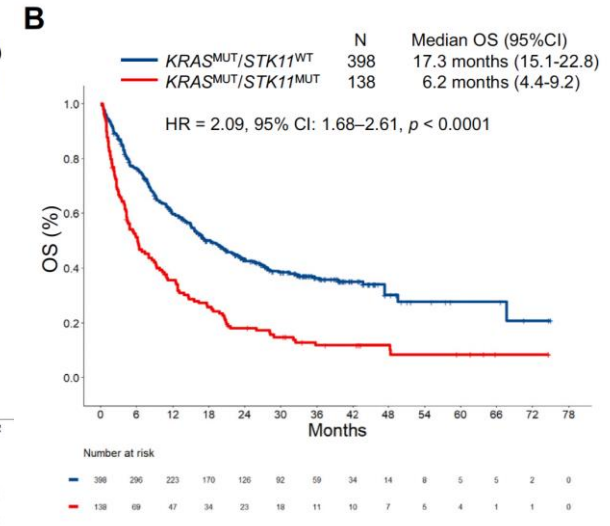 B
N Median OS (95%CI)
KRASMUT/STK11WT 398 17.3 months (15.1-22.8)
KRASMUT/STK11MUT 138 6.2 months (4.4-9.2)
HR = 2.09, 95% CI: 1.68–2.61, p < 0.0001
OS (%)
1.0
0.8
0.6
0.4
0.2
0.0
0 6 12 18 24 30 36 42 48 54 60 66 72 78
Months
Number at risk
398 296 223 170 126 92 59 34 14 8 5 5 2 0
138 69 47 34 23 18 11 10 7 5 4 1 1 0